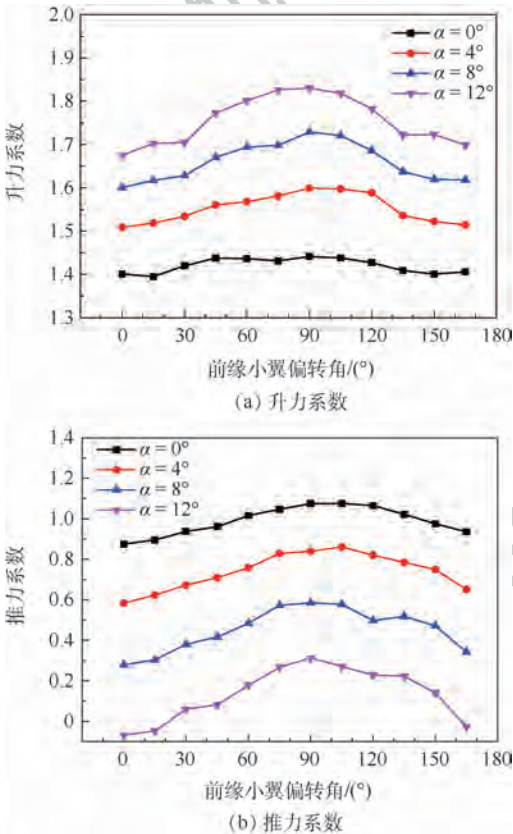 2.0
1.9
1.8
1.7
1.6
1.5
1.4
1.3
升力系数
α = 0°
α = 4°
α = 8°
α = 12°
0 30 60 90 120 150 180
前缘小翼偏转角/(°)
(a) 升力系数
1.4
1.2
1.0
0.8
0.6
0.4
0.2
0
推力系数
α = 0°
α = 4°
α = 8°
α = 12°
0 30 60 90 120 150 180
前缘小翼偏转角/(°)
(b) 推力系数